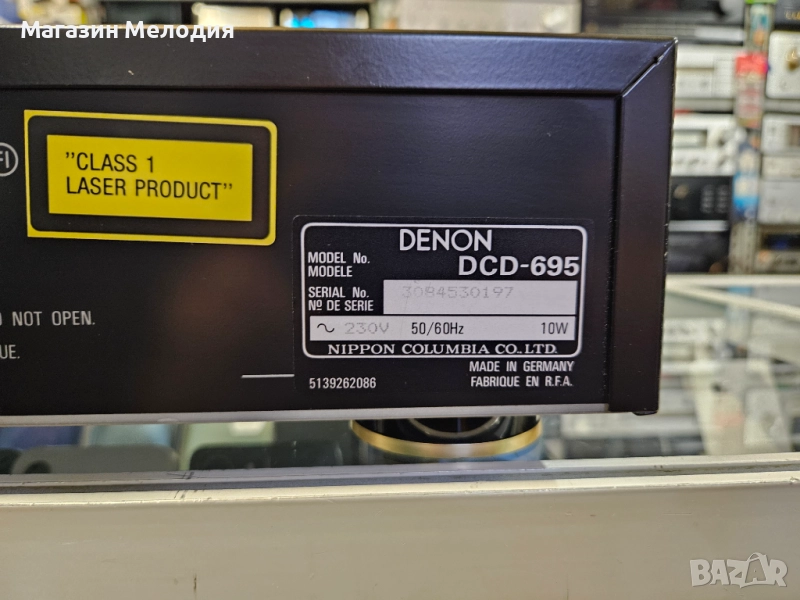 Магазин Мелодия
FI
"CLASS 1
LASER PRODUCT"
NOT OPEN.
DENON
MODEL No.
MODELE
DCD-695
SERIAL No.
Nº DE SERIE
3084530197
~ 230V 50/60Hz 10W
NIPPON COLUMBIA CO., LTD.
5139262086
MADE IN GERMANY
FABRIQUE EN R.F.A.
BAZAR